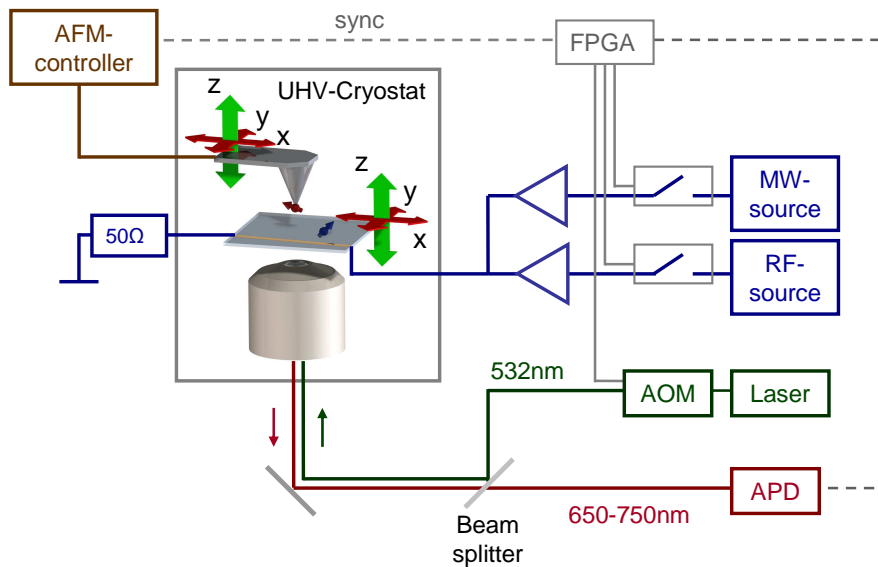 AFM-
controller
sync
FPGA
UHV-Cryostat
z
y
x
z
y
x
MW-
source
50Ω
RF-
source
532nm
AOM
Laser
650-750nm
APD
Beam
splitter